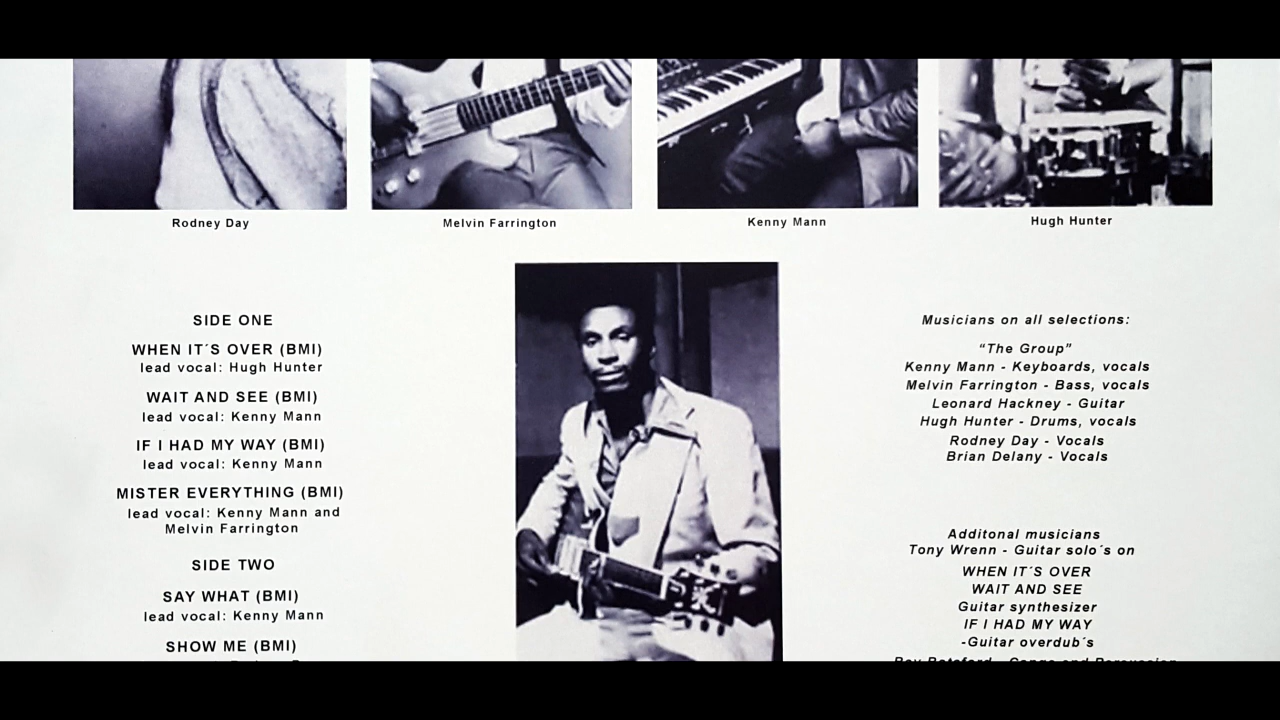 Rodney Day
Melvin Farrington
Kenny Mann
Hugh Hunter
SIDE ONE
WHEN IT´S OVER (BMI)
lead vocal: Hugh Hunter
WAIT AND SEE (BMI)
lead vocal: Kenny Mann
IF I HAD MY WAY (BMI)
lead vocal: Kenny Mann
MISTER EVERYTHING (BMI)
lead vocal: Kenny Mann and
Melvin Farrington
SIDE TWO
SAY WHAT (BMI)
lead vocal: Kenny Mann
SHOW ME (BMI)
Musicians on all selections:
“The Group”
Kenny Mann - Keyboards, vocals
Melvin Farrington - Bass, vocals
Leonard Hackney - Guitar
Hugh Hunter - Drums, vocals
Rodney Day - Vocals
Brian Delany - Vocals
Additonal musicians
Tony Wrenn - Guitar solo´s on
WHEN IT´S OVER
WAIT AND SEE
Guitar synthesizer
IF I HAD MY WAY
-Guitar overdub´s